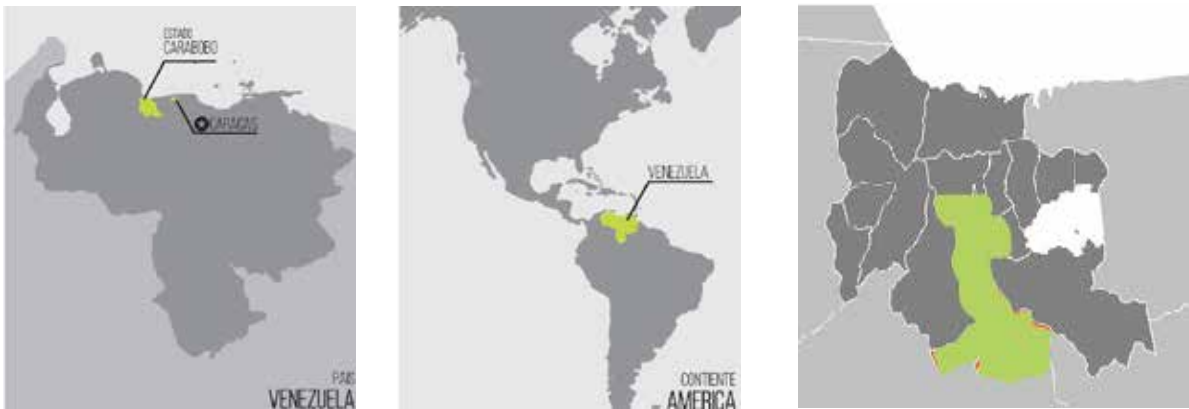 ESTADO
CARABOBO
CARACAS
PAIS
VENEZUELA
VENEZUELA
CONTIENTE
AMERICA